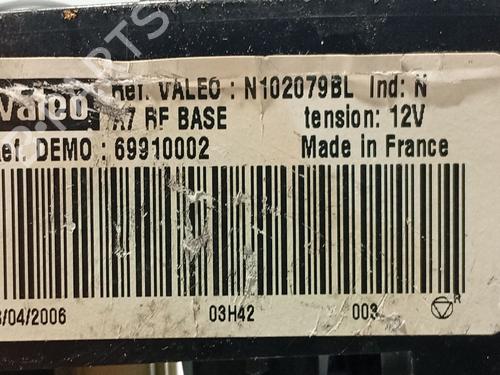 Valeo
Ref. VALEO : N102079BL Ind: N
A7 RF BASE tension: 12V
Ref. DEMO : 69910002 Made in France
3/04/2006 03H42 003 R